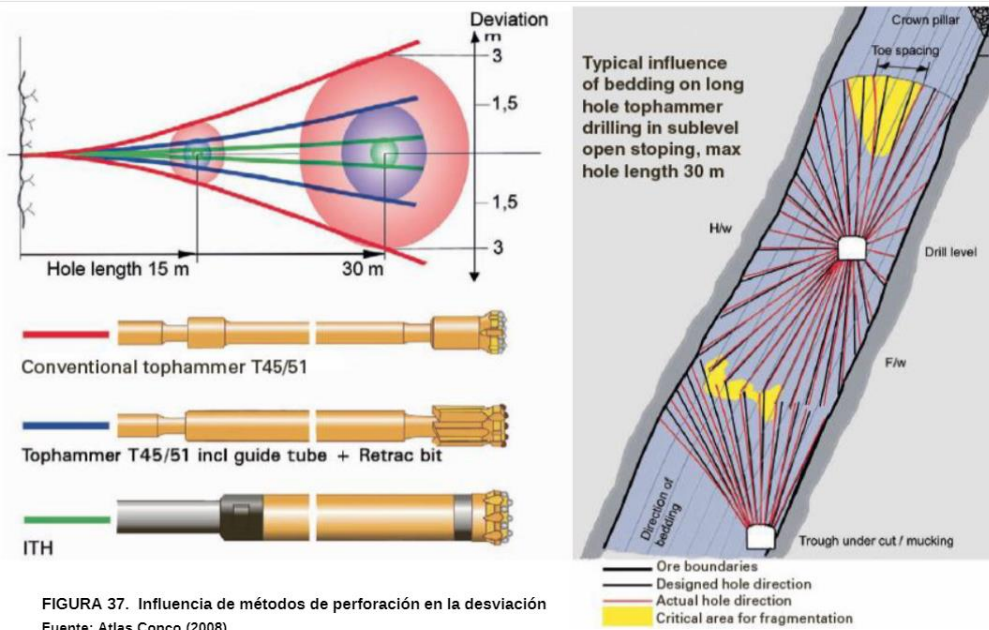 Deviation
m
3
1,5
1,5
3
Hole length 15 m
30 m
Conventional tophammer T45/51
Tophammer T45/51 incl guide tube + Retrac bit
ITH
FIGURA 37. Influencia de métodos de perforación en la desviación
Fuente: Atlas Conco (2008)
Typical influence
of bedding on long
hole tophammer
drilling in sublevel
open stoping, max
hole length 30 m
Crown pillar
Toe spacing
H/w
Drill level
F/w
Direction of
bedding
Trough under cut / mucking
Ore boundaries
Designed hole direction
Actual hole direction
Critical area for fragmentation